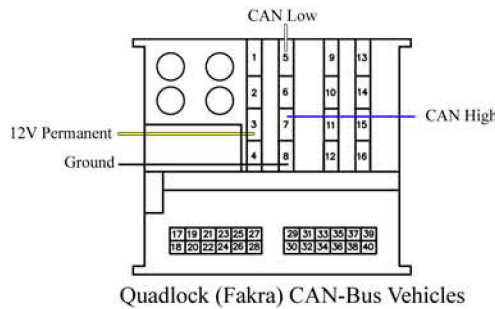 CAN Low
1 5 9 13
2 6 10 14
3 7 11 15
CAN High
12V Permanent
4 8 12 16
Ground
17 19 21 23 25 27 29 31 33 35 37 39
18 20 22 24 26 28 30 32 34 36 38 40
Quadlock (Fakra) CAN-Bus Vehicles